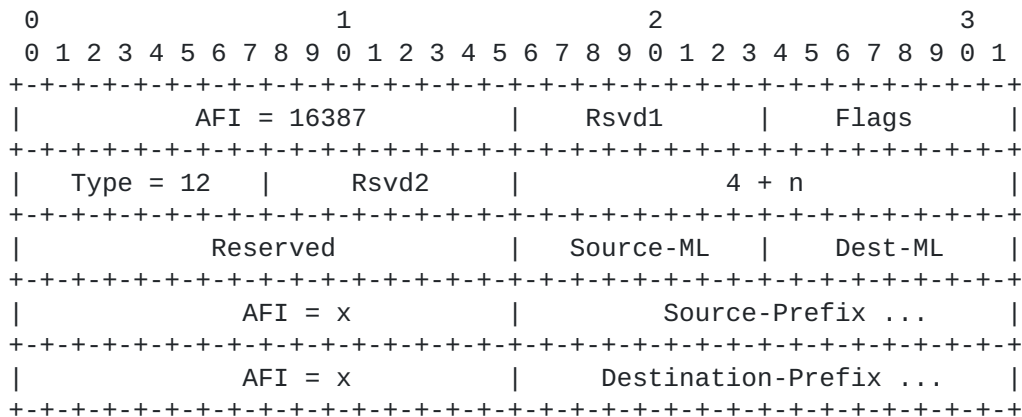 0                   1                   2                   3
0 1 2 3 4 5 6 7 8 9 0 1 2 3 4 5 6 7 8 9 0 1 2 3 4 5 6 7 8 9 0 1
+-+-+-+-+-+-+-+-+-+-+-+-+-+-+-+-+-+-+-+-+-+-+-+-+-+-+-+-+-+-+-+-+
|           AFI = 16387         |    Rsvd1      |    Flags      |
+-+-+-+-+-+-+-+-+-+-+-+-+-+-+-+-+-+-+-+-+-+-+-+-+-+-+-+-+-+-+-+-+
|   Type = 12   |     Rsvd2     |             4 + n             |
+-+-+-+-+-+-+-+-+-+-+-+-+-+-+-+-+-+-+-+-+-+-+-+-+-+-+-+-+-+-+-+-+
|            Reserved           |   Source-ML   |    Dest-ML    |
+-+-+-+-+-+-+-+-+-+-+-+-+-+-+-+-+-+-+-+-+-+-+-+-+-+-+-+-+-+-+-+-+
|              AFI = x          |         Source-Prefix ...     |
+-+-+-+-+-+-+-+-+-+-+-+-+-+-+-+-+-+-+-+-+-+-+-+-+-+-+-+-+-+-+-+-+
|              AFI = x          |     Destination-Prefix ...    |
+-+-+-+-+-+-+-+-+-+-+-+-+-+-+-+-+-+-+-+-+-+-+-+-+-+-+-+-+-+-+-+-+